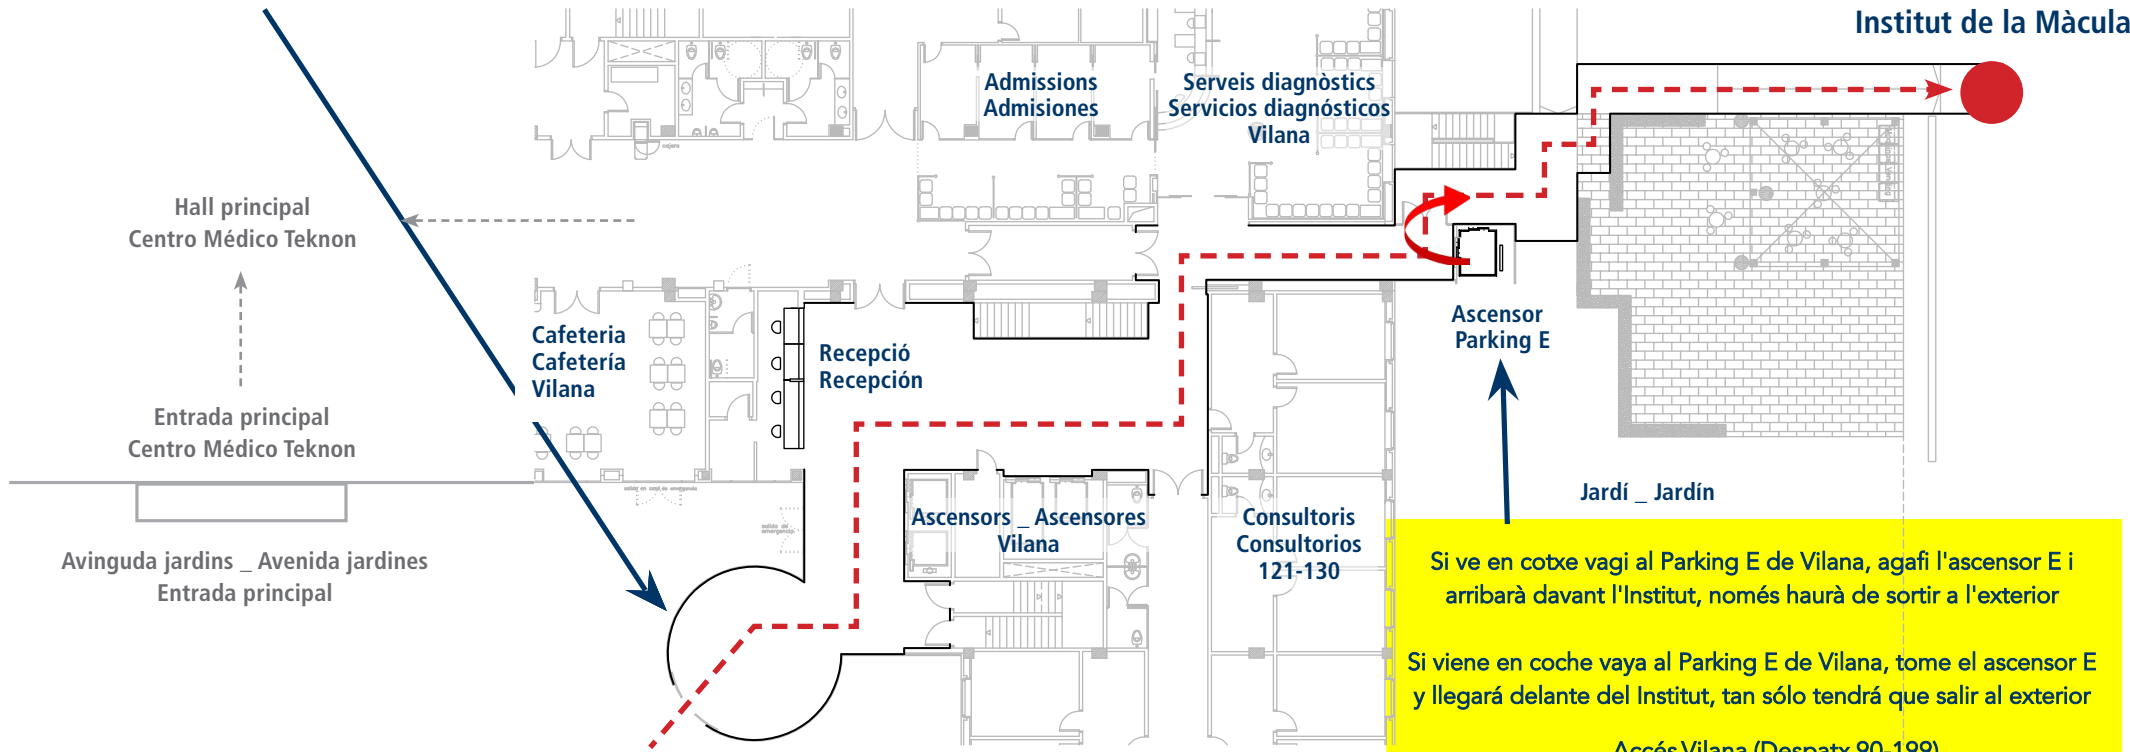 Institut de la Màcula
Admissions
Admisiones
Serveis diagnòstics
Servicios diagnósticos
Vilana
Hall principal
Centro Médico Teknon
Cafeteria
Cafetería
Vilana
Recepció
Recepción
Ascensor
Parking E
Entrada principal
Centro Médico Teknon
Avinguda jardins _ Avenida jardines
Entrada principal
salida de
emergencia
Ascensors _ Ascensores
Vilana
Consultoris
Consultorios
121-130
Jardí _ Jardín
Si ve en cotxe vagi al Parking E de Vilana, agafi l'ascensor E i
arribarà davant l'Institut, només haurà de sortir a l'exterior
Si viene en coche vaya al Parking E de Vilana, tome el ascensor E
y llegará delante del Institut, tan sólo tendrá que salir al exterior
Accés Vilana (Despatx 90-199)